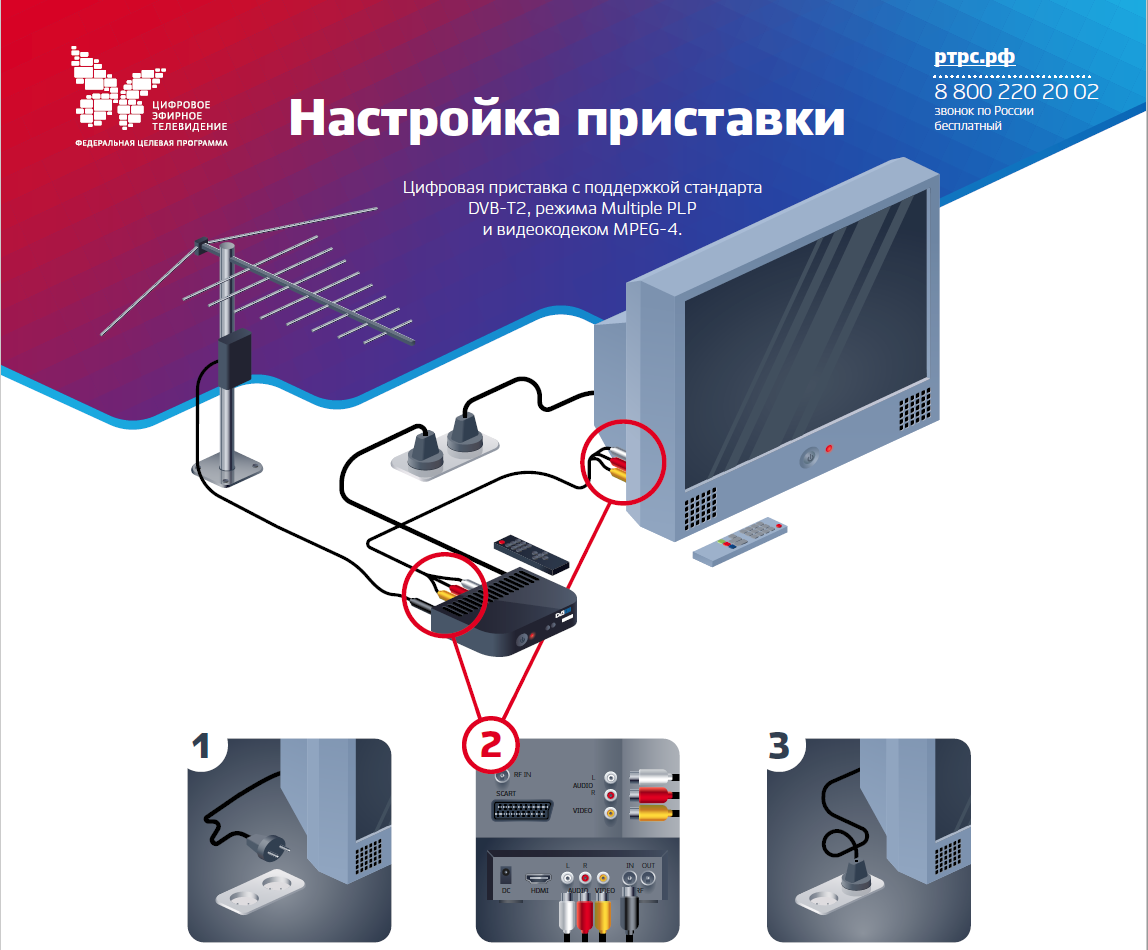 ЦИФРОВОЕ
ЭФИРНОЕ
ТЕЛЕВИДЕНИЕ
ФЕДЕРАЛЬНАЯ ЦЕЛЕВАЯ ПРОГРАММА
Настройка приставки
ртрс.рф
8 800 220 20 02
звонок по России
бесплатный
Цифровая приставка с поддержкой стандарта
DVB-T2, режима Multiple PLP
и видеокодеком MPEG-4.
1
2
RF IN
SCART
L
AUDIO
R
VIDEO
L R IN OUT
DC HDMI AUDIO VIDEO RF
3